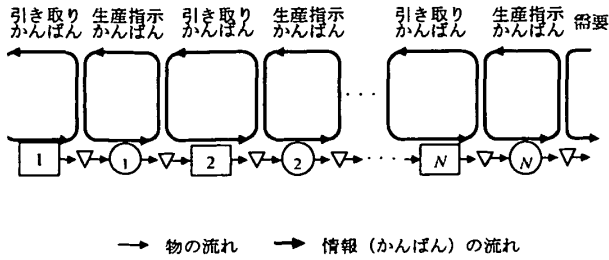 引き取り
かんばん
生産指示
かんばん
引き取り
かんばん
生産指示
かんばん
引き取り
かんばん
生産指示
かんばん
需要
1
1
2
2
N
N
物の流れ
情報（かんばん）の流れ